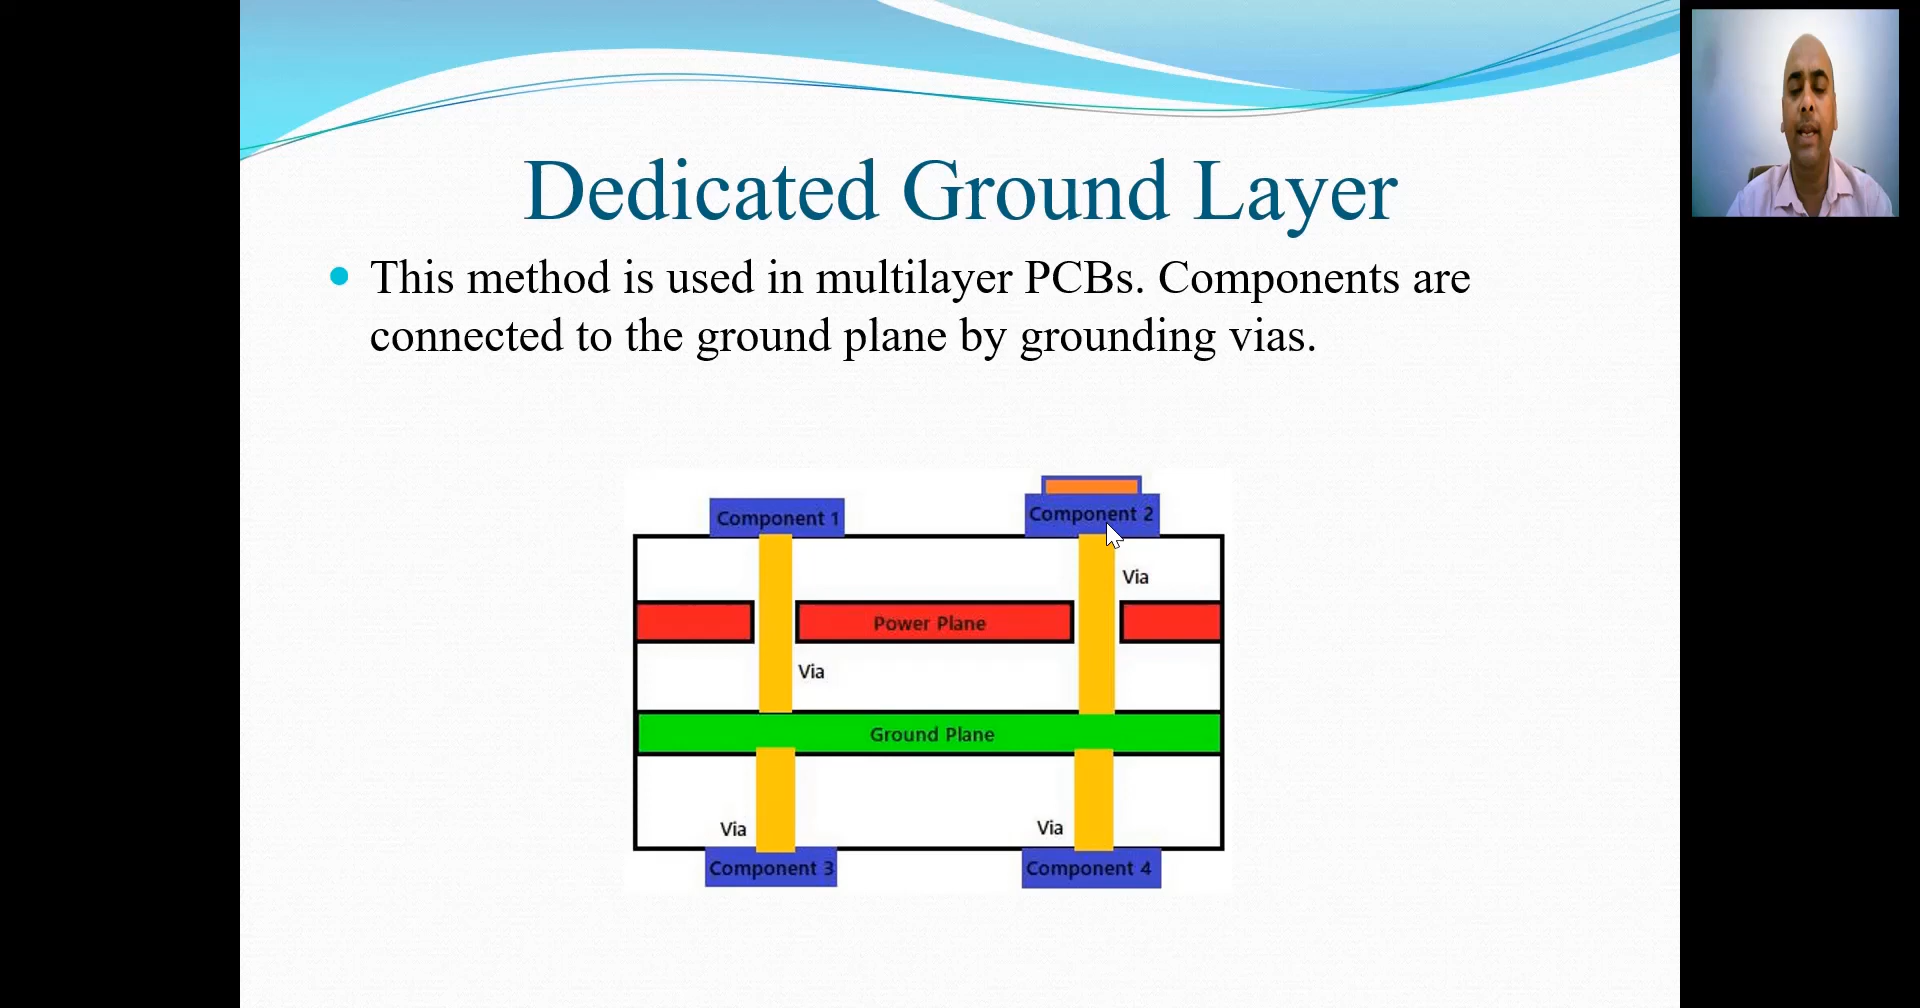 Dedicated Ground Layer
This method is used in multilayer PCBs. Components are
connected to the ground plane by grounding vias.
Component 1
Component 2
Via
Power Plane
Via
Ground Plane
Via
Via
Component 3
Component 4